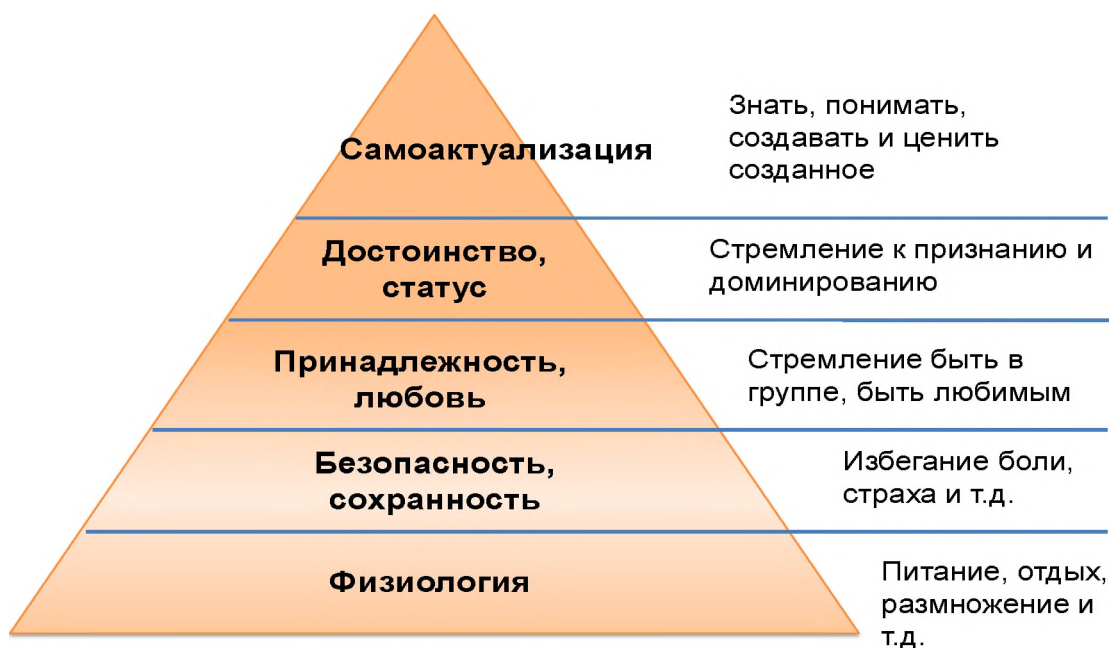 Самоактуализация
Знать, понимать,
создавать и ценить
созданное
Достоинство,
статус
Стремление к признанию и
доминированию
Принадлежность,
любовь
Стремление быть в
группе, быть любимым
Безопасность,
сохранность
Избегание боли,
страха и т.д.
Физиология
Питание, отдых,
размножение и
т.д.